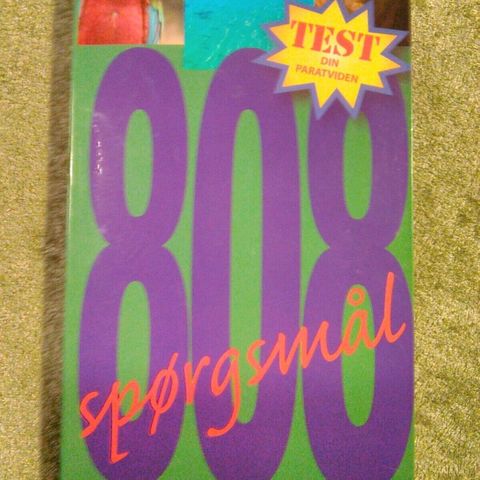 TEST
DIN
PARATVIDEN
808
spørgsmål